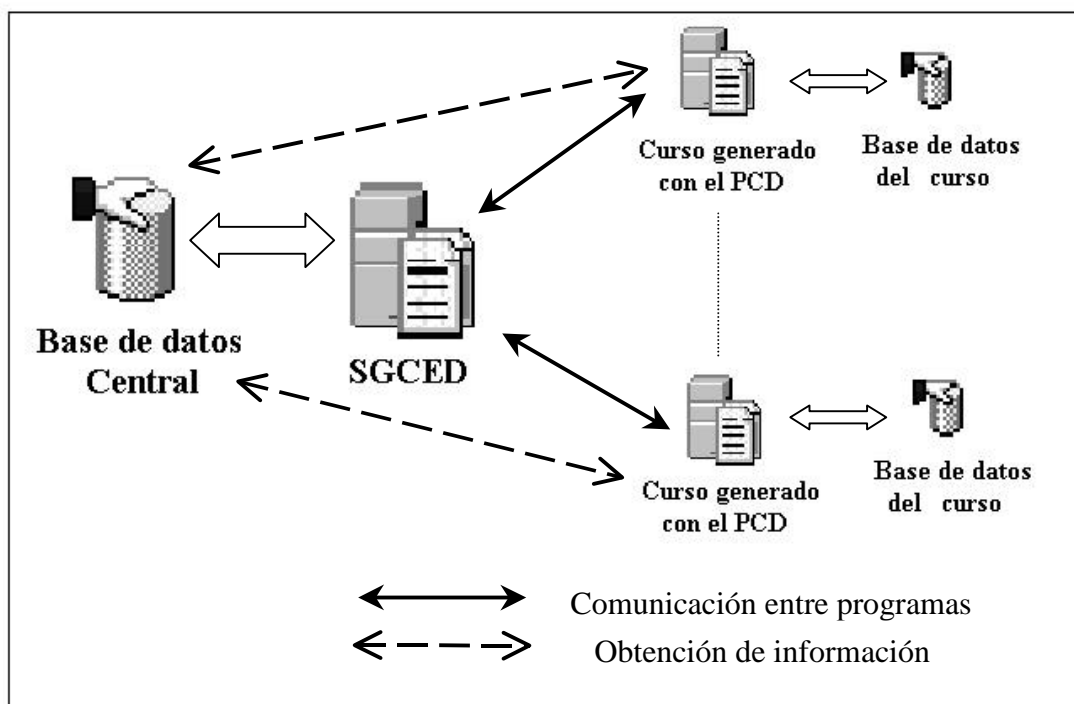 Curso generado
con el PCD
Base de datos
del curso
Base de datos
Central
SGCED
Curso generado
con el PCD
Base de datos
del curso
Comunicación entre programas
Obtención de información